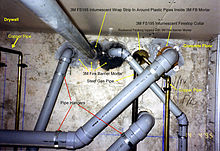 3M FS195 Intumescent Wrap Strip In Around Plastic Pipes Inside 3M FB Mortar
Drywall
3M FS195 Intumescent Firestop Collar
Copper Pipe
Concrete Floor
3M Fire Barrier Mortar
Steel Gas Pipe
Pipe Hangers